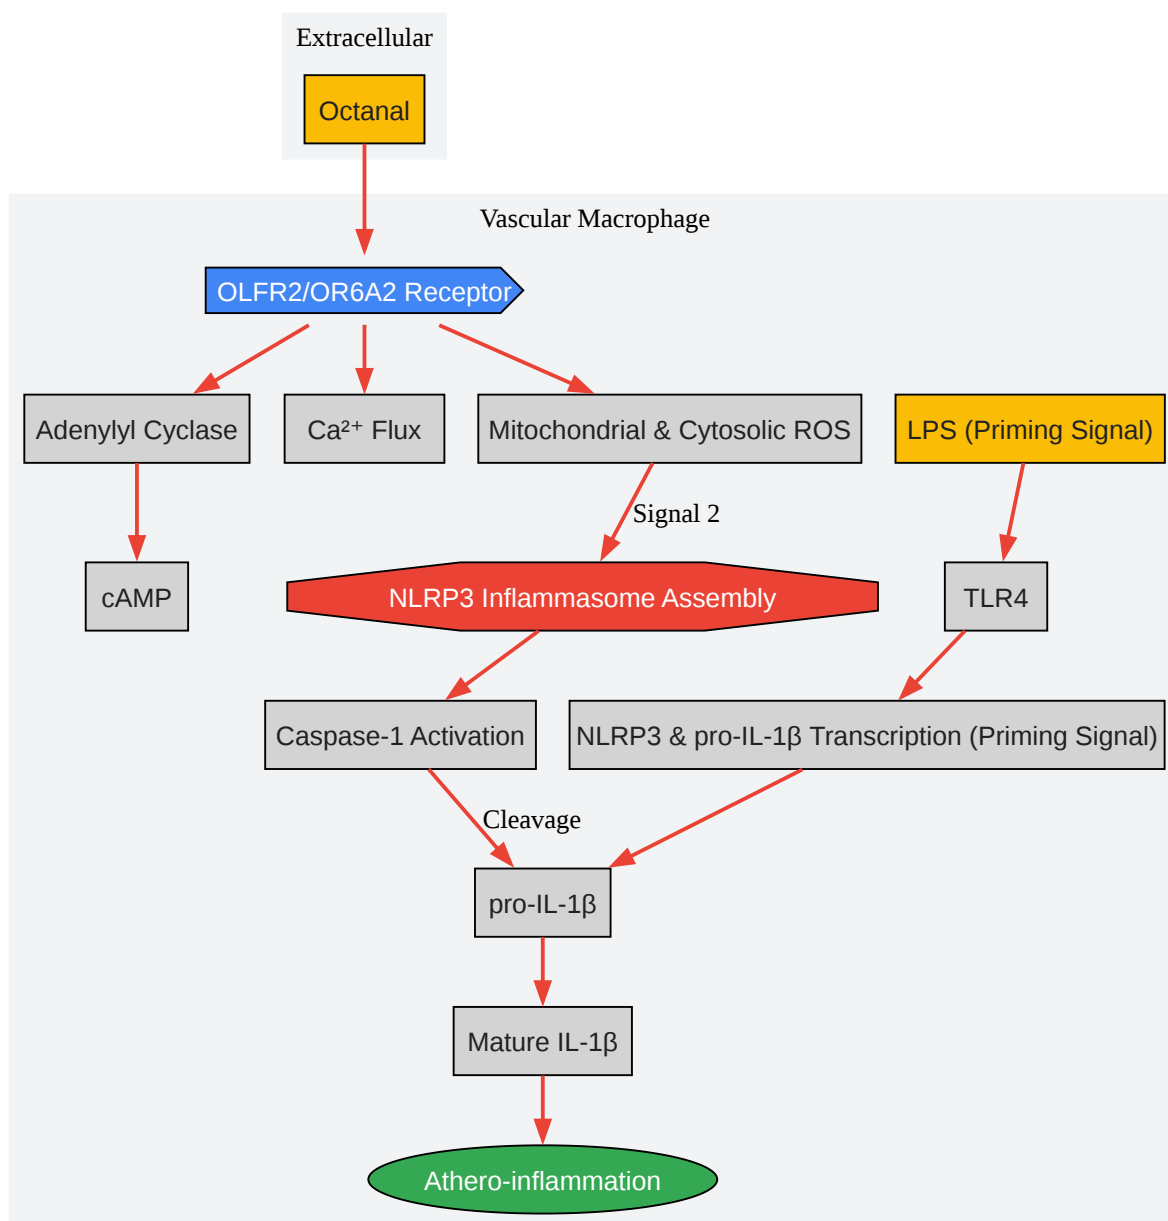 Extracellular
Octanal
Vascular Macrophage
OLFR2/OR6A2 Receptor
Adenylyl Cyclase
Ca²⁺ Flux
Mitochondrial & Cytosolic ROS
LPS (Priming Signal)
Signal 2
cAMP
NLRP3 Inflammasome Assembly
TLR4
Caspase-1 Activation
NLRP3 & pro-IL-1β Transcription (Priming Signal)
Cleavage
pro-IL-1β
Mature IL-1β
Athero-inflammation